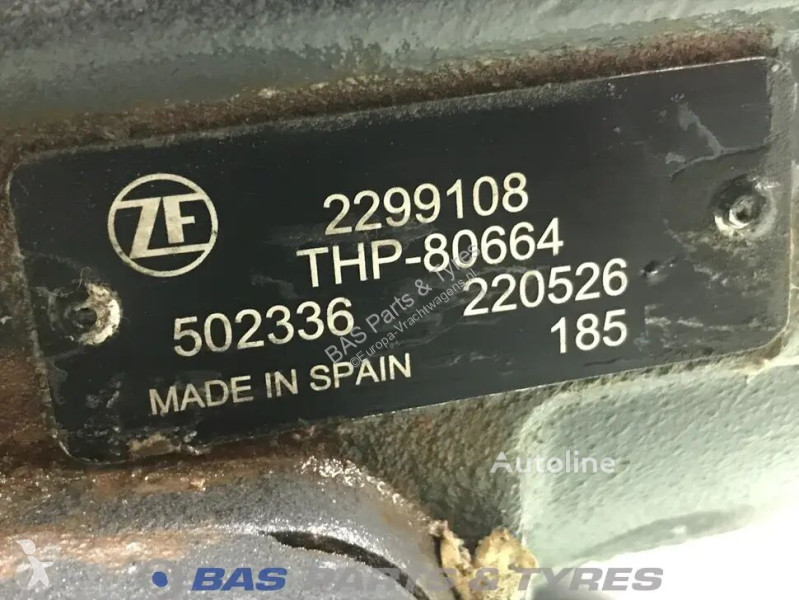 ZF
2299108
THP-80664
502336 220526
185
MADE IN SPAIN
BAS Parts & Tyres
©Europa-Vrachtwagens.nl
Autoline
BAS PARTS & TYRES